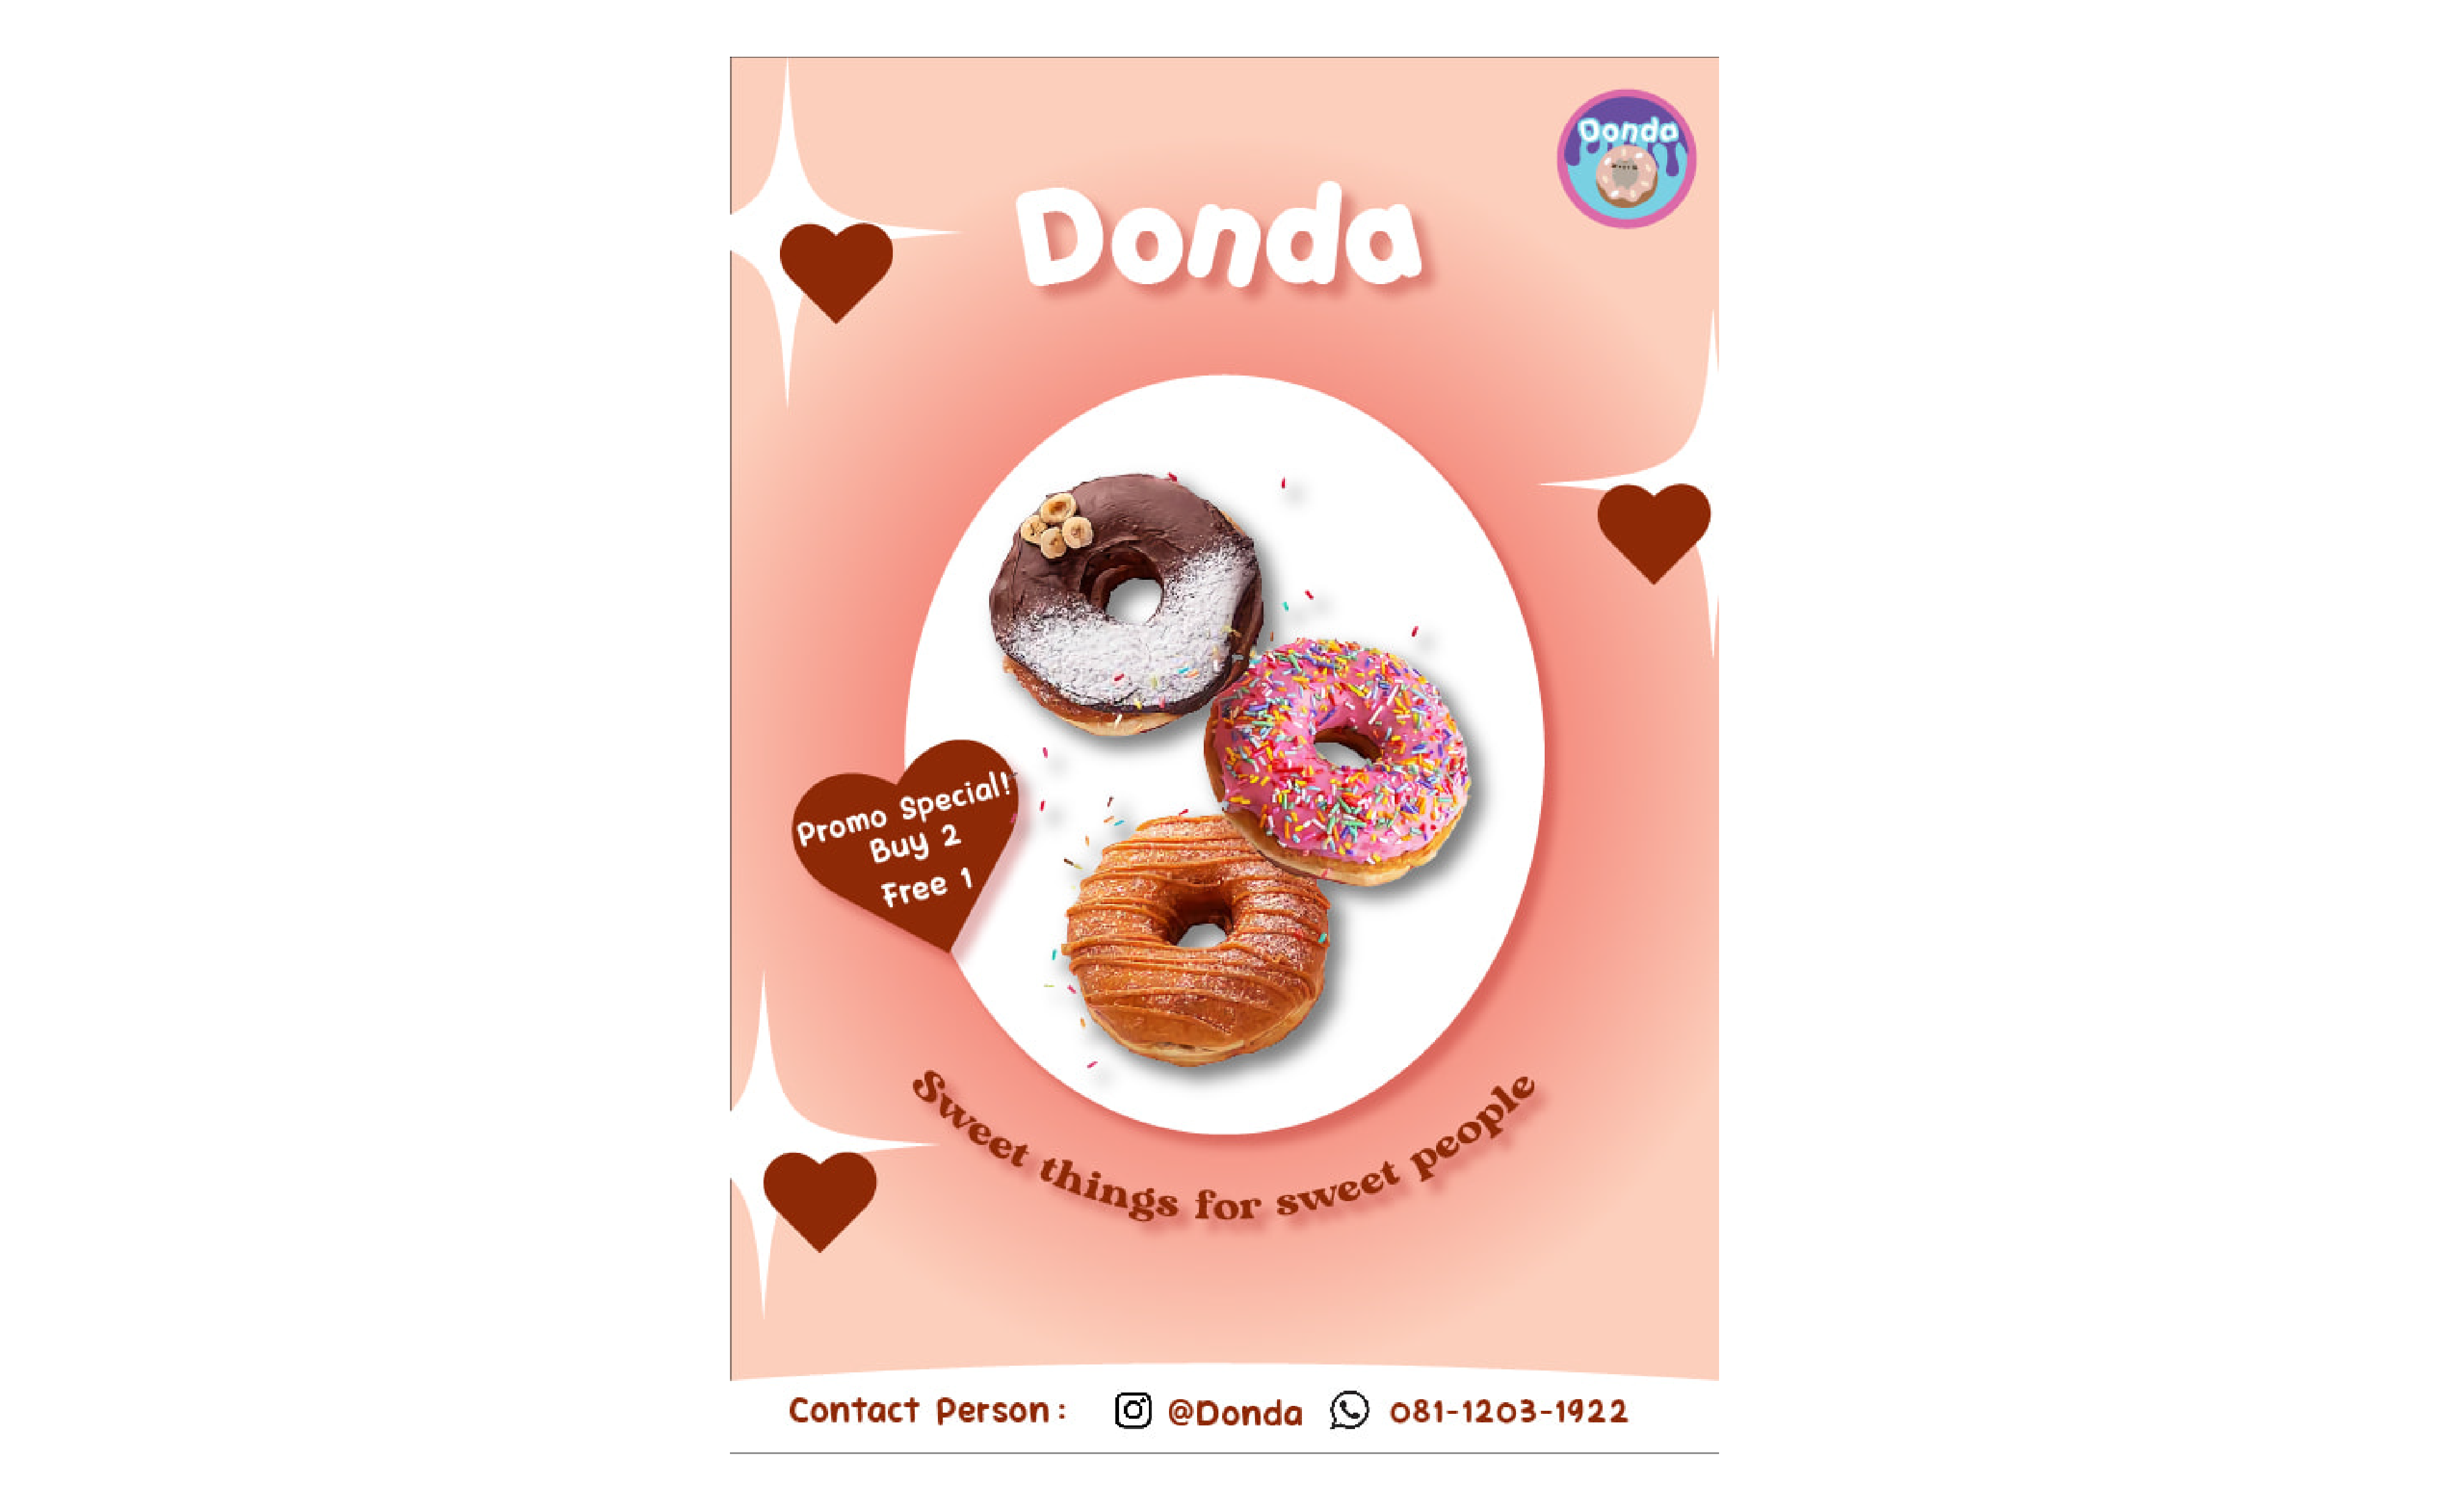 Donda
Donda
Promo Special!
Buy 2
Free 1
Sweet things for sweet people
Contact Person :
@Donda
081-1203-1922